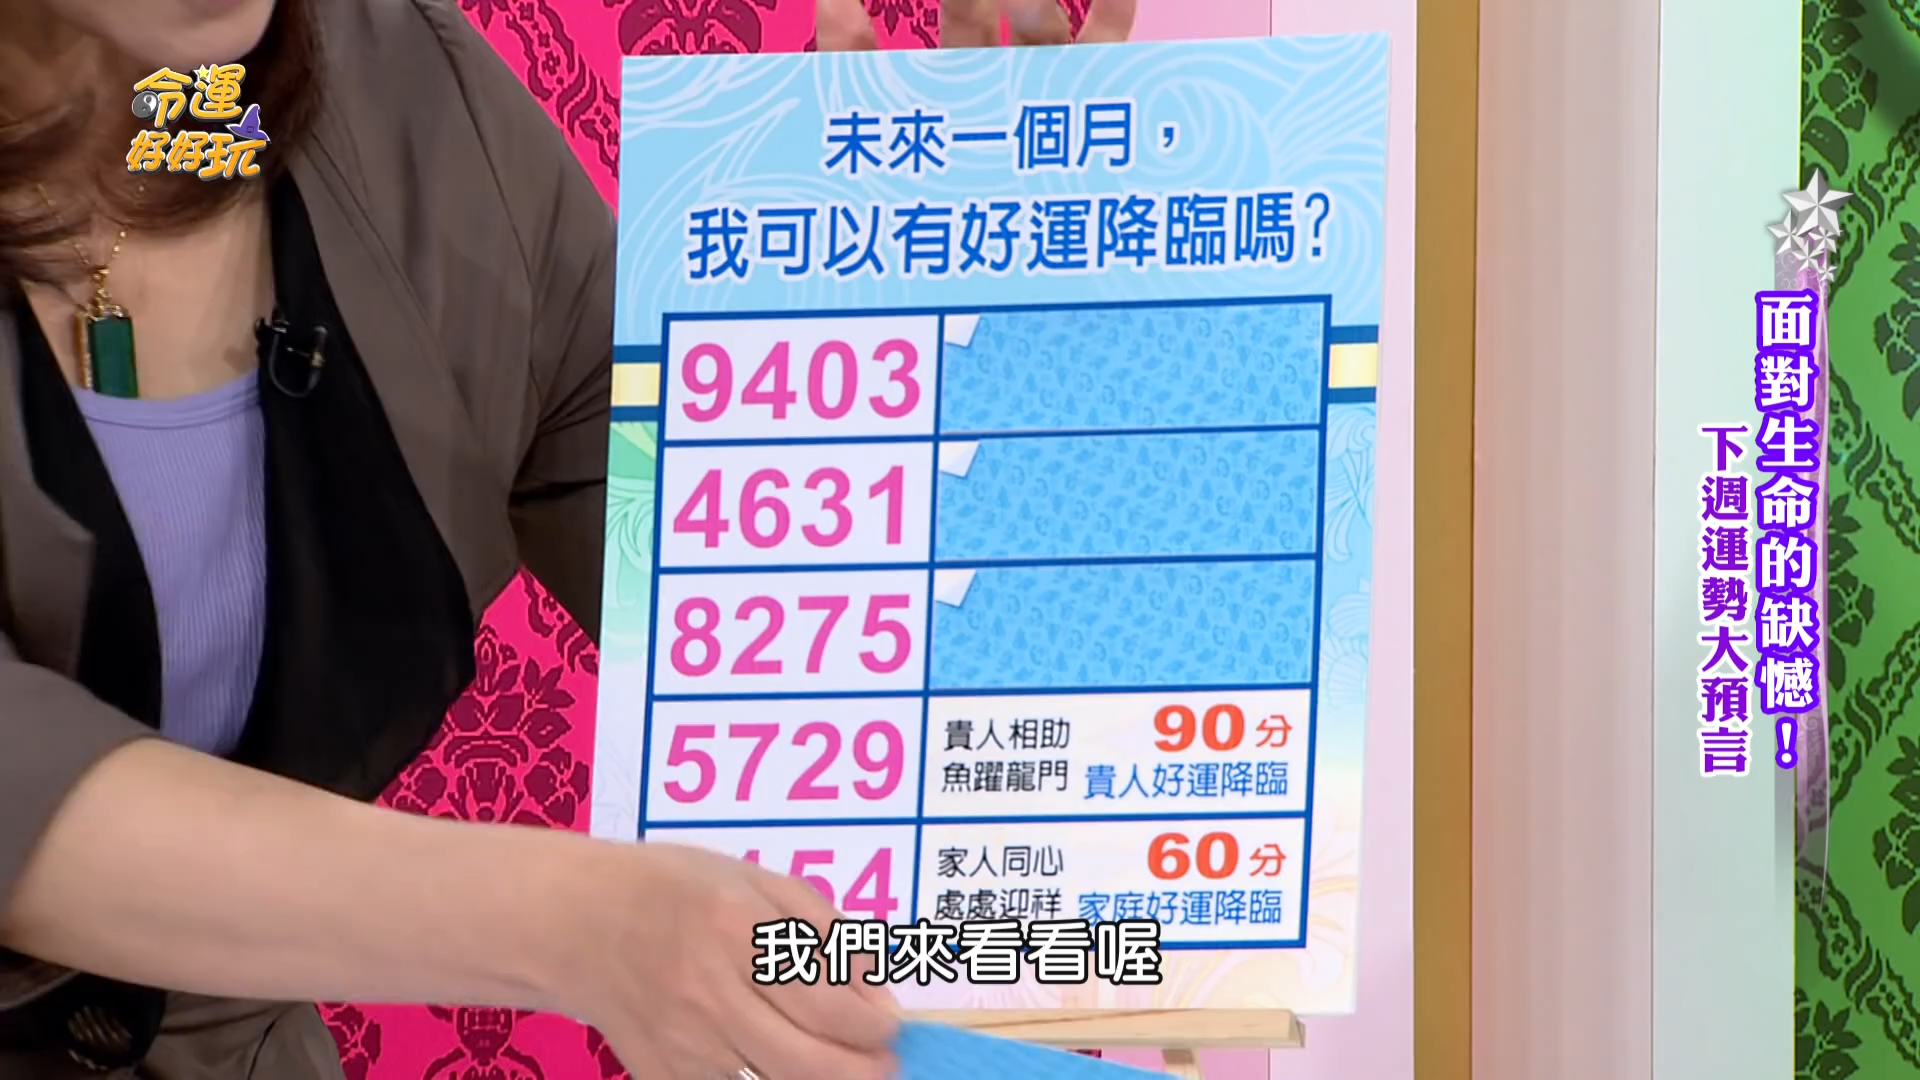 命運
好好玩
未來一個月，
我可以有好運降臨嗎?
9403
4631
8275
5729
貴人相助 90分
魚躍龍門 貴人好運降臨
154
家人同心 60分
處處迎祥 家庭好運降臨
我們來看看喔
面對生命的缺憾!
下週運勢大預言